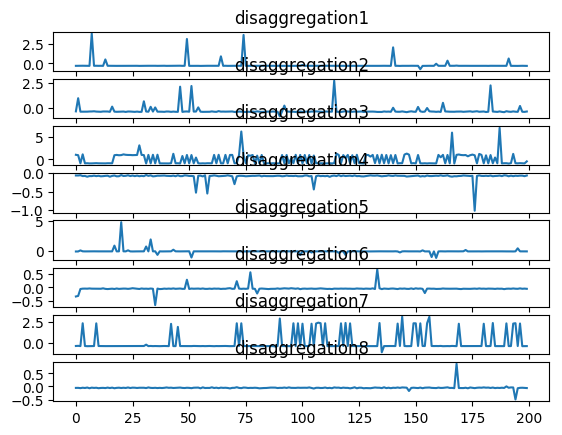 disaggregation1
2.5
0.0
disaggregation2
2.5
0.0
disaggregation3
5
0
disaggregation4
0.0
−0.5
−1.0
disaggregation5
5
0
disaggregation6
0.5
0.0
−0.5
disaggregation7
2.5
0.0
disaggregation8
0.5
0.0
−0.5
0 25 50 75 100 125 150 175 200